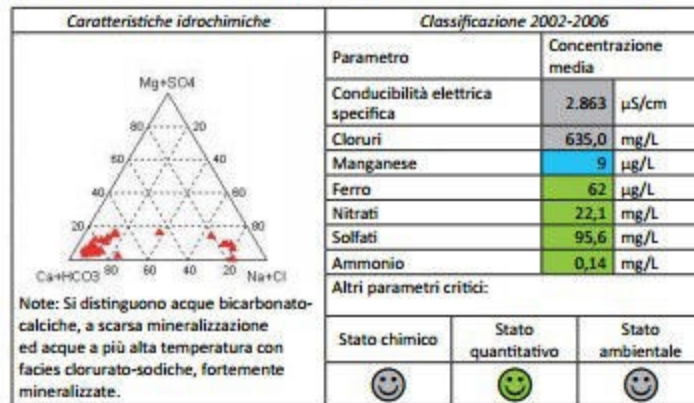 Caratteristiche idrochimiche
Mg+SO4
80 20
60 40
40 60
20 80
Ca+HCO3 80 60 40 20 Na+Cl
Note: Si distinguono acque bicarbonato-
calciche, a scarsa mineralizzazione
ed acque a più alta temperatura con
facies clorurato-sodiche, fortemente
mineralizzate.
Classificazione 2002-2006
Parametro Concentrazione
media
Conducibilità elettrica
specifica 2.863 µS/cm
Cloruri 635,0 mg/L
Manganese 9 µg/L
Ferro 62 µg/L
Nitrati 22,1 mg/L
Solfati 95,6 mg/L
Ammonio 0,14 mg/L
Altri parametri critici:
Stato chimico Stato
quantitativo Stato
ambientale